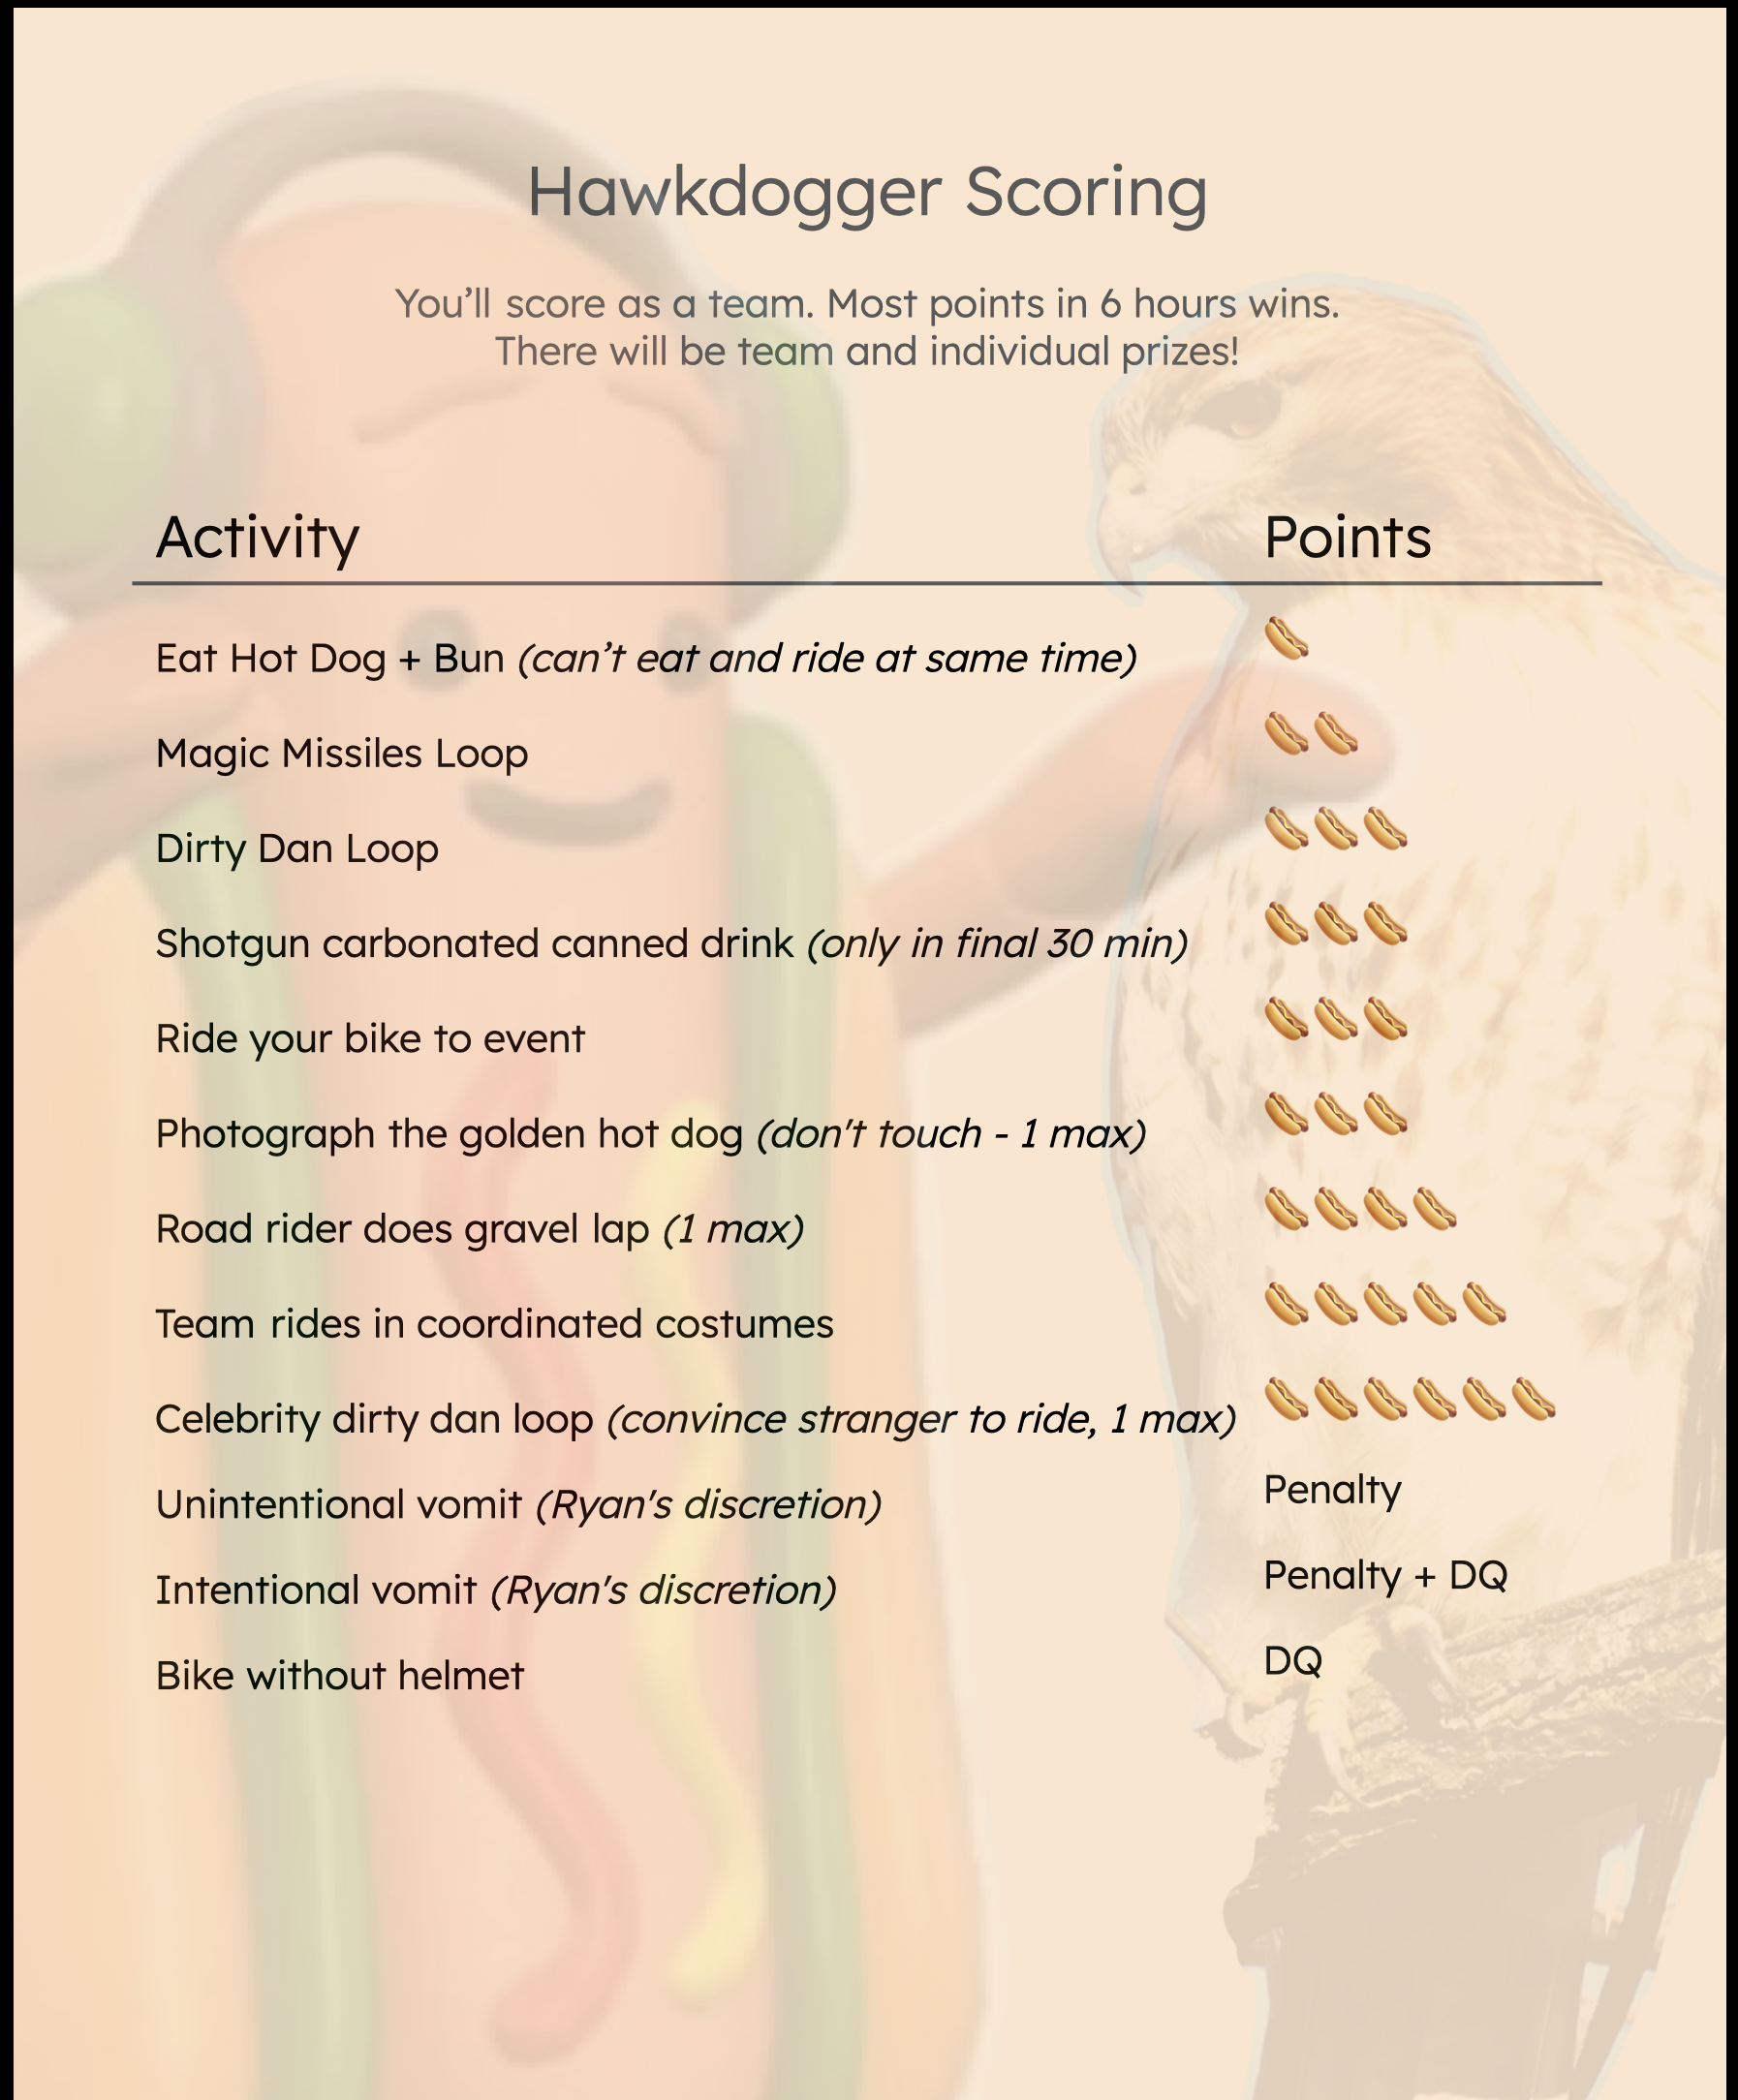 Hawkdogger Scoring
You’ll score as a team. Most points in 6 hours wins.
There will be team and individual prizes!
Activity Points
Eat Hot Dog + Bun (can’t eat and ride at same time) 🌭
Magic Missiles Loop 🌭🌭
Dirty Dan Loop 🌭🌭🌭
Shotgun carbonated canned drink (only in final 30 min) 🌭🌭🌭
Ride your bike to event 🌭🌭🌭
Photograph the golden hot dog (don't touch - 1 max) 🌭🌭🌭
Road rider does gravel lap (1 max) 🌭🌭🌭🌭
Team rides in coordinated costumes 🌭🌭🌭🌭🌭
Celebrity dirty dan loop (convince stranger to ride, 1 max) 🌭🌭🌭🌭🌭🌭
Unintentional vomit (Ryan's discretion) Penalty
Intentional vomit (Ryan's discretion) Penalty + DQ
Bike without helmet DQ